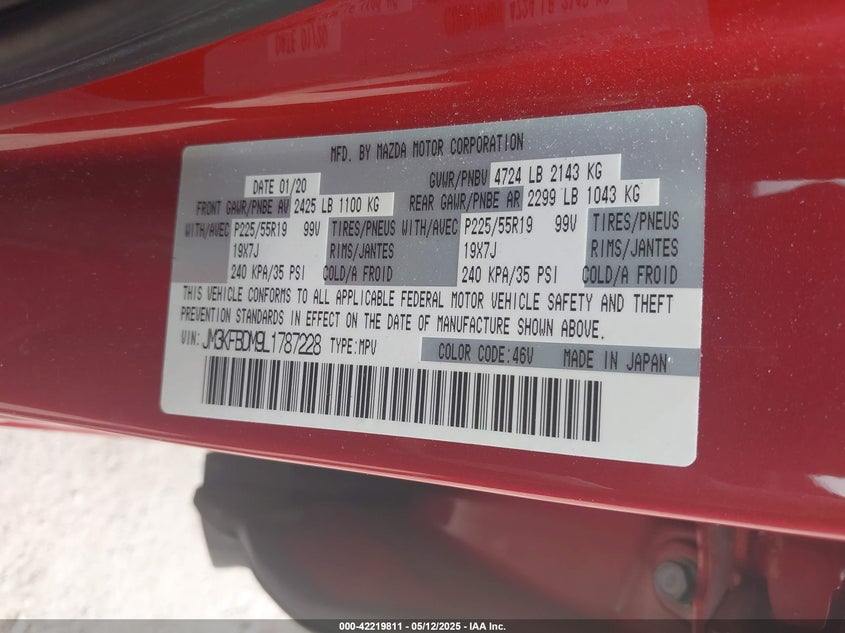 MFD. BY MAZDA MOTOR CORPORATION
DATE 01/20 GVWR/PNBV 4724 LB 2143 KG
FRONT GAWR/PNBE AV 2425 LB 1100 KG REAR GAWR/PNBE AR 2299 LB 1043 KG
WITH/AVEC P225/55R19 99V TIRES/PNEUS WITH/AVEC P225/55R19 99V TIRES/PNEUS
19X7J RIMS/JANTES 19X7J RIMS/JANTES
240 KPA/35 PSI COLD/A FROID 240 KPA/35 PSI COLD/A FROID
THIS VEHICLE CONFORMS TO ALL APPLICABLE FEDERAL MOTOR VEHICLE SAFETY AND THEFT
PREVENTION STANDARDS IN EFFECT ON THE DATE OF MANUFACTURE SHOWN ABOVE.
VIN: JM3KFBDM9L1787228 TYPE:MPV COLOR CODE:46V MADE IN JAPAN
000-42219811 - 05/12/2025 - IAA Inc.